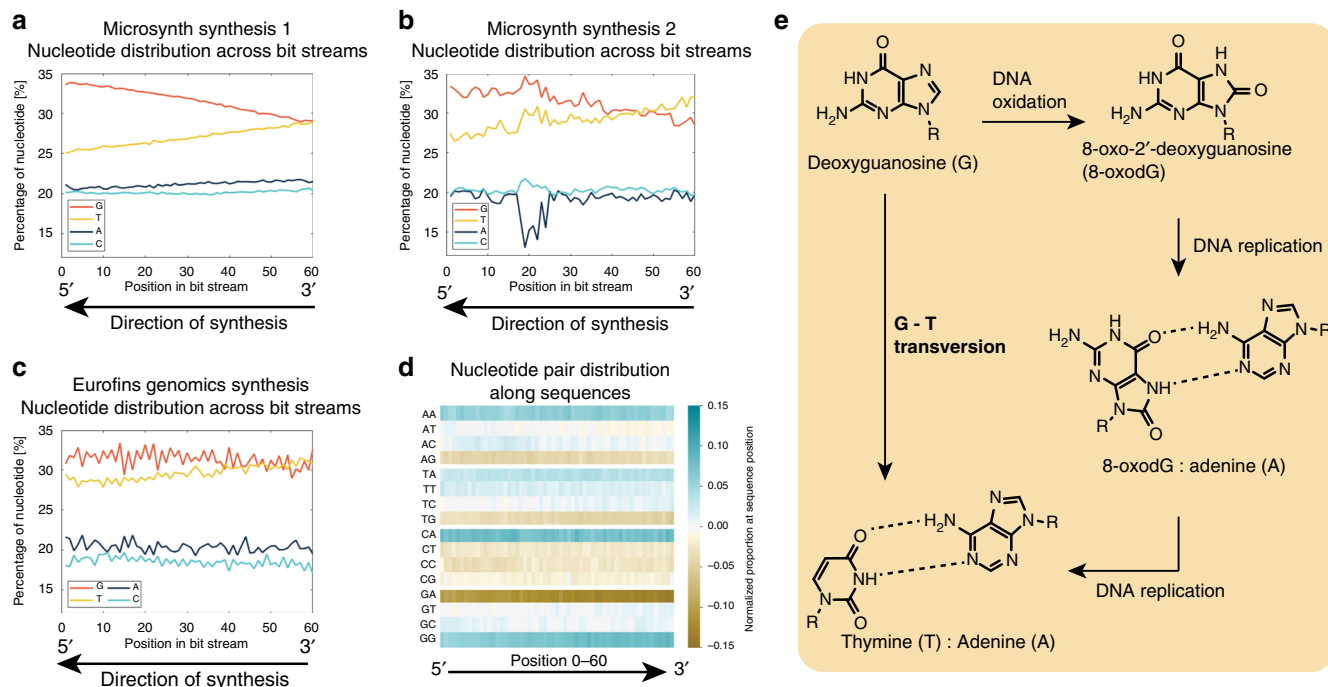 a
Microsynth synthesis 1
Nucleotide distribution across bit streams
Percentage of nucleotide [%]
35
30
25
20
15
G
T
A
C
0 10 20 30 40 50 60
5′ Position in bit stream 3′
Direction of synthesis
b
Microsynth synthesis 2
Nucleotide distribution across bit streams
Percentage of nucleotide [%]
35
30
25
20
15
G
T
A
C
0 10 20 30 40 50 60
5′ Position in bit stream 3′
Direction of synthesis
c
Eurofins genomics synthesis
Nucleotide distribution across bit streams
Percentage of nucleotide [%]
35
30
25
20
15
G A
T C
0 10 20 30 40 50 60
5′ Position in bit stream 3′
Direction of synthesis
d
Nucleotide pair distribution
along sequences
AA
AT
AC
AG
TA
TT
TC
TG
CA
CT
CC
CG
GA
GT
GC
GG
0.15
0.10
0.05
0.00
−0.05
−0.10
−0.15
Normalized proportion at sequence position
5′ Position 0–60 3′
e
O
HN
N
H2N
N
N
R
Deoxyguanosine (G)
DNA
oxidation
O
H
N
HN
O
H2N
N
N
R
8-oxo-2′-deoxyguanosine
(8-oxodG)
DNA replication
G - T
transversion
H
N
O
H2N
N
NH
N
R
O
N
H2N
N
R
N
N
8-oxodG : adenine (A)
DNA replication
O
NH
N
O
R
N
H2N
N
R
N
N
Thymine (T) : Adenine (A)